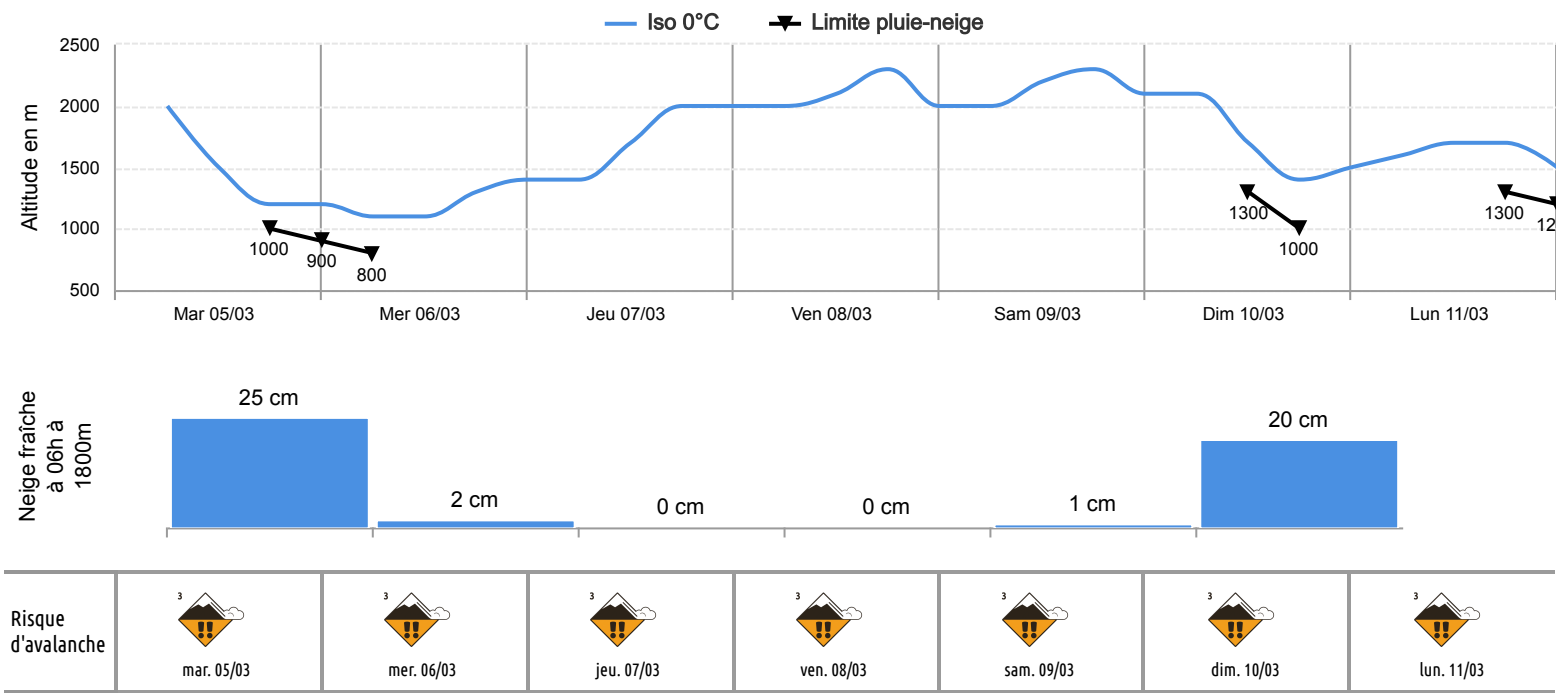 Iso 0°C
Limite pluie-neige
Altitude en m
2500
2000
1500
1000
500
1000
900
800
1300
1000
1300
12
Mar 05/03
Mer 06/03
Jeu 07/03
Ven 08/03
Sam 09/03
Dim 10/03
Lun 11/03
Neige fraîche
à 06h à
1800m
25 cm
2 cm
0 cm
0 cm
1 cm
20 cm
Risque
d'avalanche
3
mar. 05/03
3
mer. 06/03
3
jeu. 07/03
3
ven. 08/03
3
sam. 09/03
3
dim. 10/03
3
lun. 11/03